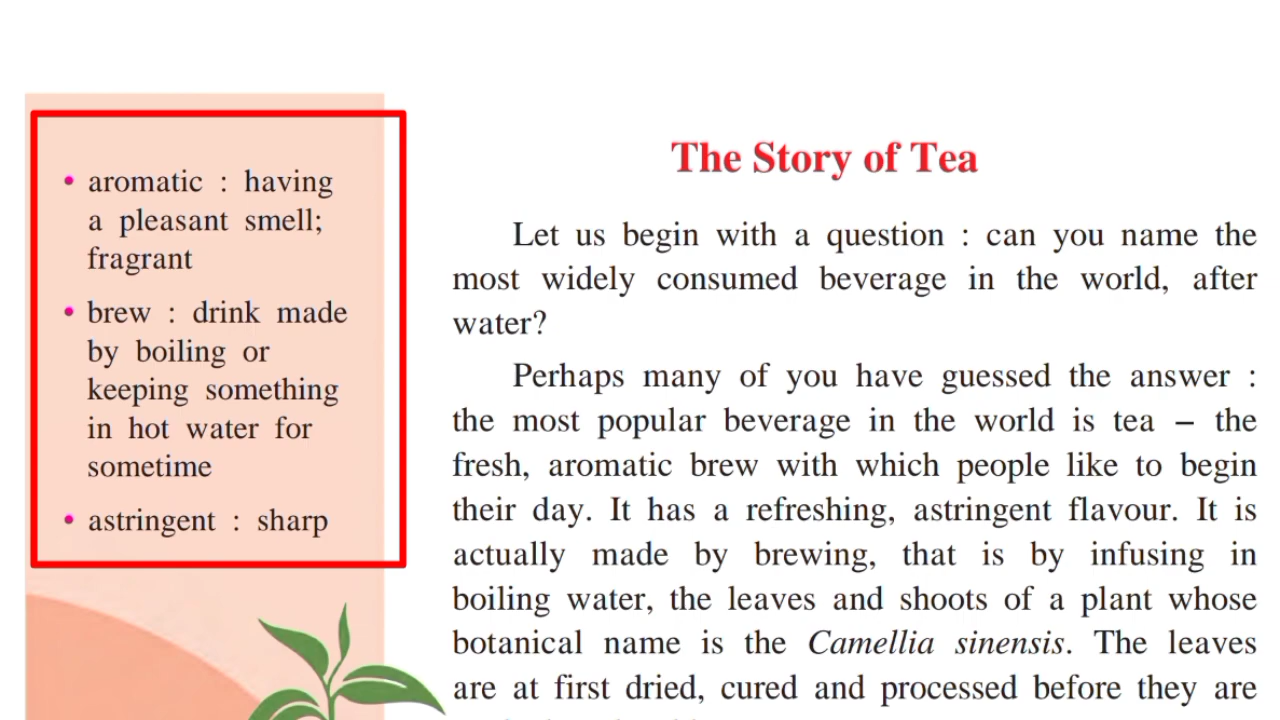 • aromatic : having
a pleasant smell;
fragrant
• brew : drink made
by boiling or
keeping something
in hot water for
sometime
• astringent : sharp
The Story of Tea
Let us begin with a question : can you name the
most widely consumed beverage in the world, after
water?
Perhaps many of you have guessed the answer :
the most popular beverage in the world is tea – the
fresh, aromatic brew with which people like to begin
their day. It has a refreshing, astringent flavour. It is
actually made by brewing, that is by infusing in
boiling water, the leaves and shoots of a plant whose
botanical name is the Camellia sinensis. The leaves
are at first dried, cured and processed before they are